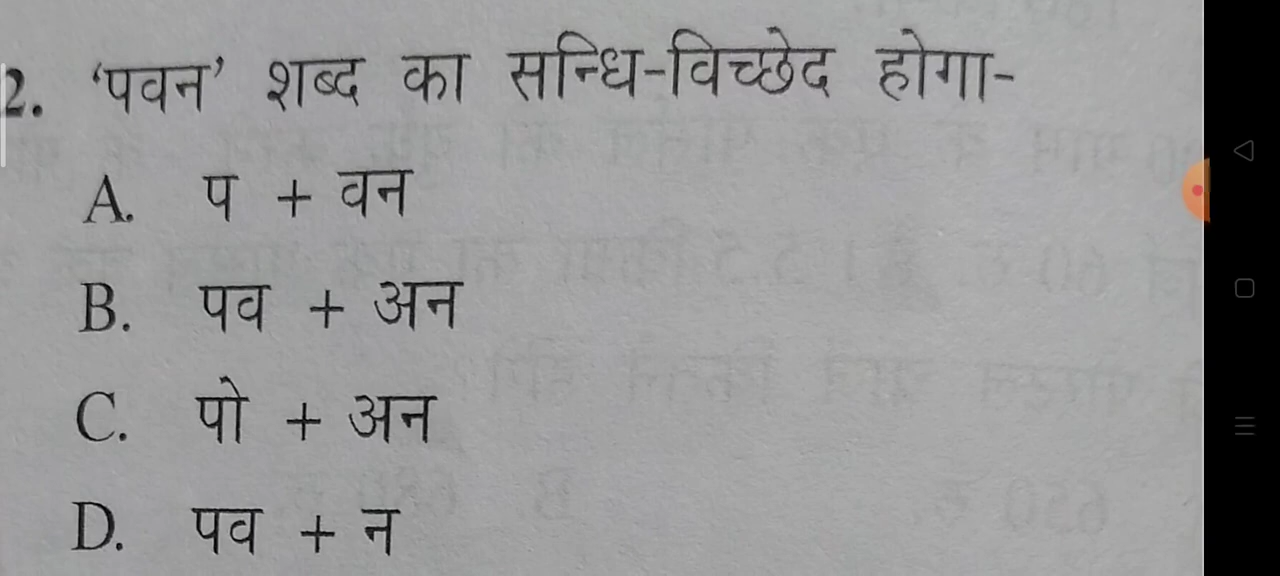 2. ‘पवन’ शब्द का सन्धि-विच्छेद होगा-
A. प + वन
B. पव + अन
C. पो + अन
D. पव + न